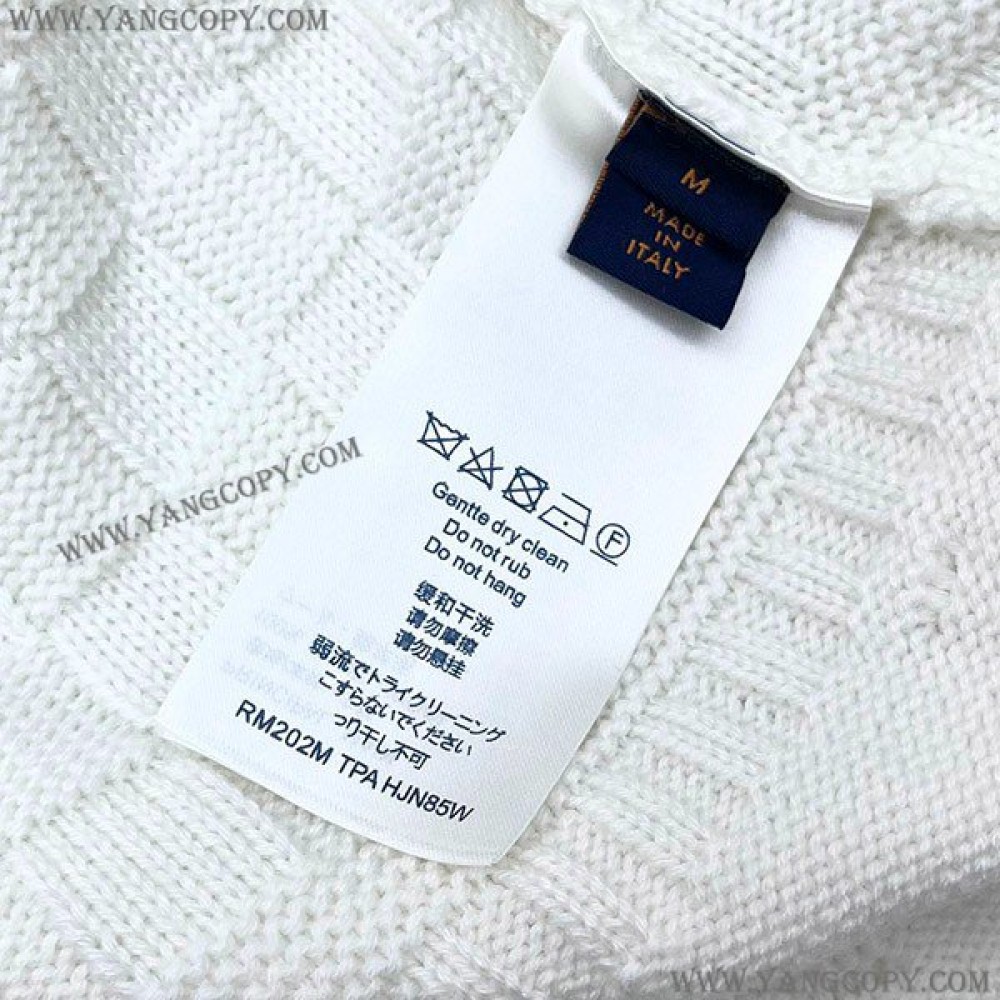 WWW.YANGCOPY.COM
M
MADE
IN
ITALY
WWW.YANGCOPY.COM
F
Gentte dry clean
Do not rub
Do not hang
缓和干洗
请勿摩擦
请勿悬挂
弱流でトライクリーニング
こすらないでください
つり干し不可
RM202M TPA HJN85W
WWW.YANGCOPY.COM